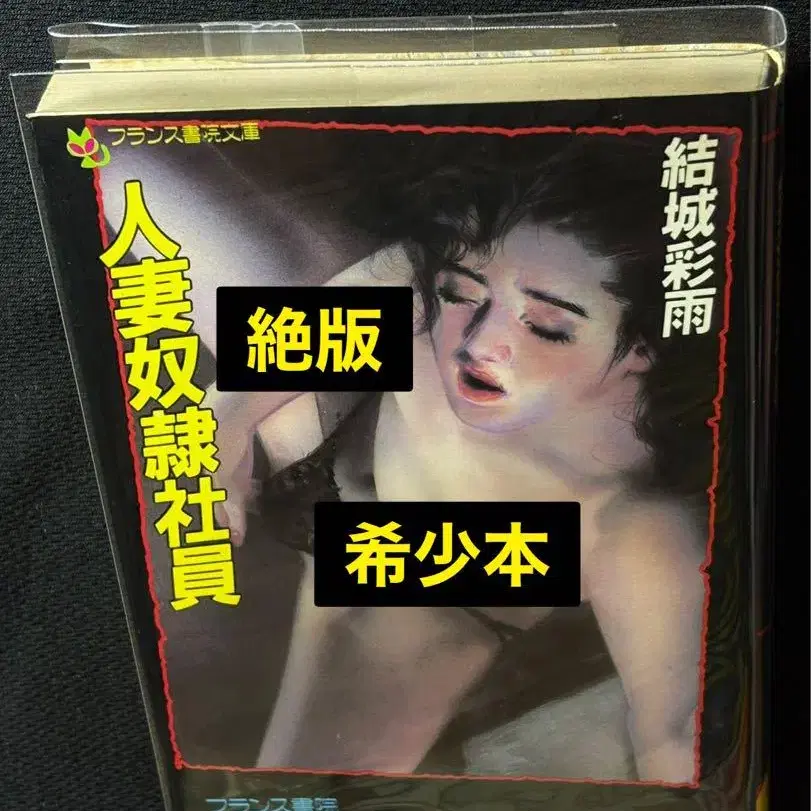 フランス書院文庫
人妻奴隷社員
結城彩雨
絶版
希少本
フランス書院